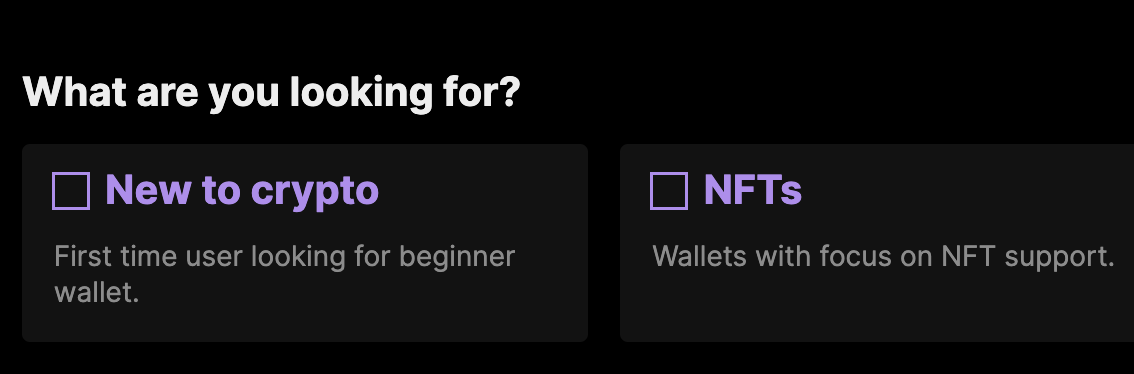 What are you looking for?
New to crypto
First time user looking for beginner
wallet.
NFTs
Wallets with focus on NFT support.